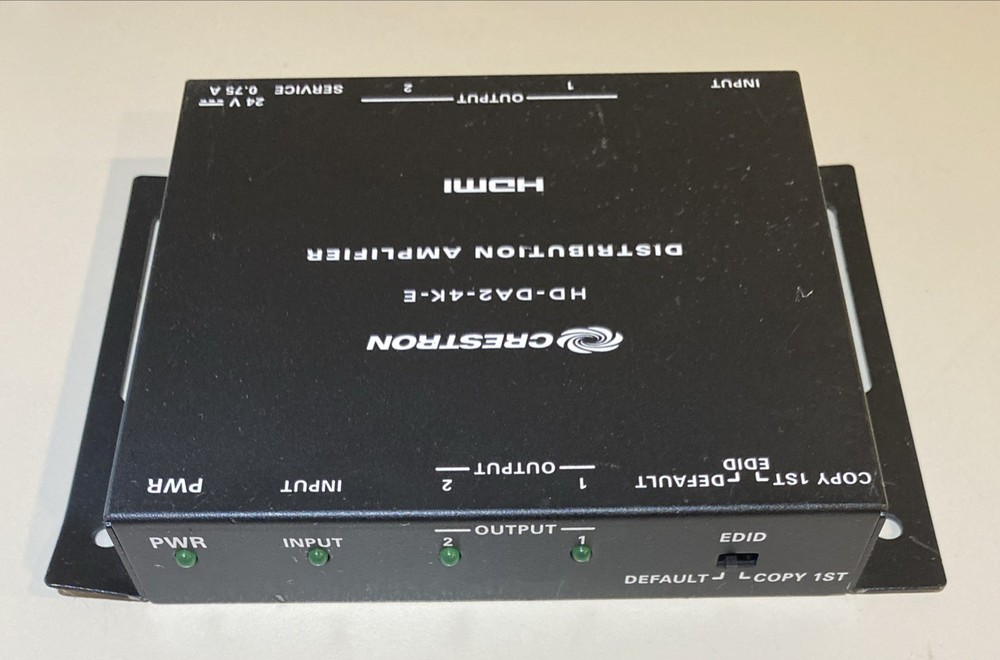 INPUT
OUTPUT
1
2
SERVICE
24 V
0.75 A
HDMI
DISTRIBUTION AMPLIFIER
HD-DA2-4K-E
CRESTRON
EDID
COPY 1ST
DEFAULT
OUTPUT
1
2
INPUT
PWR
PWR
INPUT
OUTPUT
2
1
EDID
DEFAULT
COPY 1ST